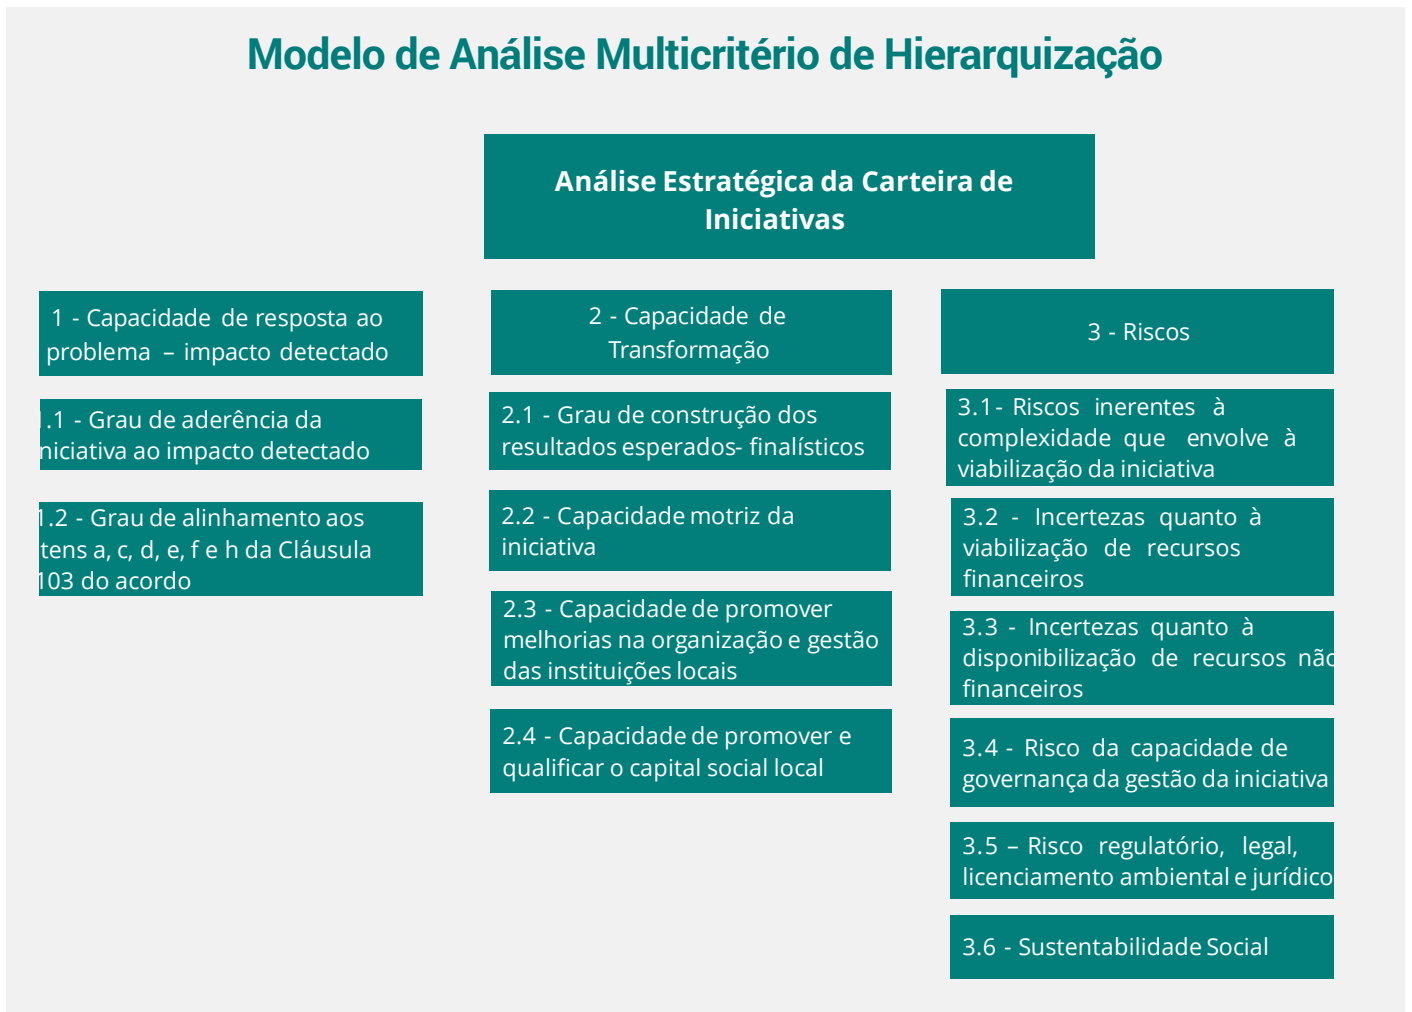 Modelo de Análise Multicritério de Hierarquização
Análise Estratégica da Carteira de
Iniciativas
1 - Capacidade de resposta ao
problema – impacto detectado
1.1 - Grau de aderência da
iniciativa ao impacto detectado
1.2 - Grau de alinhamento aos
itens a, c, d, e, f e h da Cláusula
103 do acordo
2 - Capacidade de
Transformação
2.1 - Grau de construção dos
resultados esperados- finalísticos
2.2 - Capacidade motriz da
iniciativa
2.3 - Capacidade de promover
melhorias na organização e gestão
das instituições locais
2.4 - Capacidade de promover e
qualificar o capital social local
3 - Riscos
3.1- Riscos inerentes à
complexidade que envolve à
viabilização da iniciativa
3.2 - Incertezas quanto à
viabilização de recursos
financeiros
3.3 - Incertezas quanto à
disponibilização de recursos não
financeiros
3.4 - Risco da capacidade de
governança da gestão da iniciativa
3.5 – Risco regulatório, legal,
licenciamento ambiental e jurídico
3.6 - Sustentabilidade Social